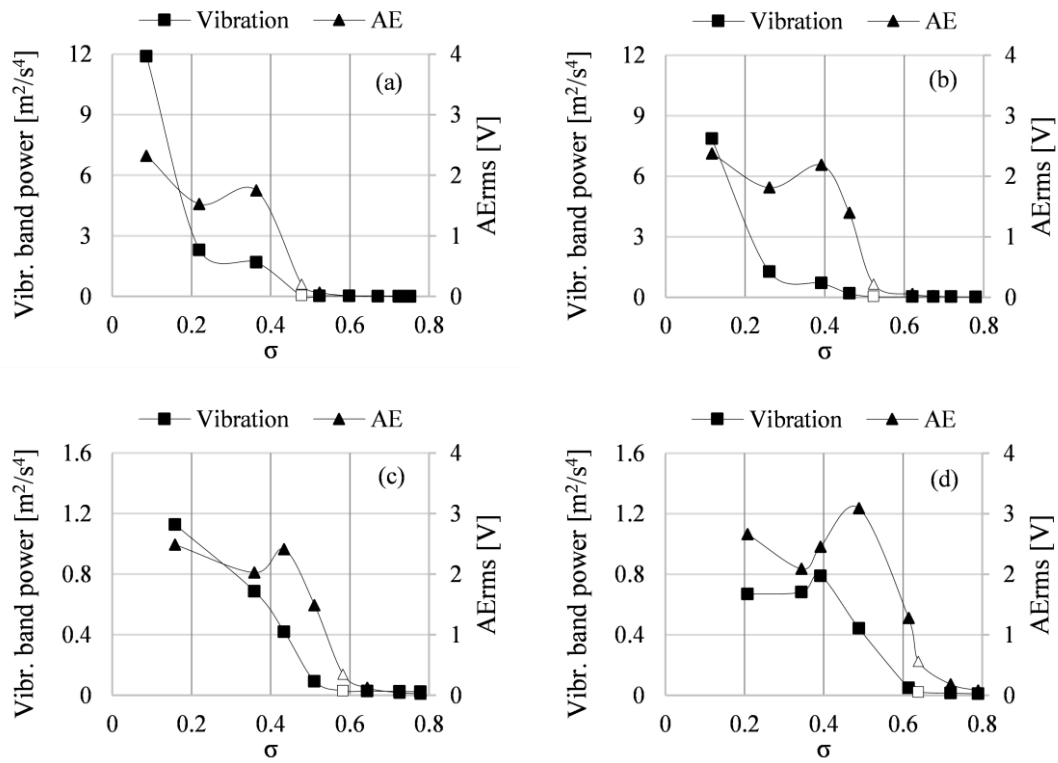 Vibration AE
Vibration AE
12 4
(a)
9 3
6 2
3 1
0 0
0 0.2 0.4 0.6 0.8
σ
Vibr. band power [m²/s⁴]
AErms [V]
12 4
(b)
9 3
6 2
3 1
0 0
0 0.2 0.4 0.6 0.8
σ
Vibr. band power [m²/s⁴]
AErms [V]
Vibration AE
Vibration AE
1.6 4
(c)
1.2 3
0.8 2
0.4 1
0 0
0 0.2 0.4 0.6 0.8
σ
Vibr. band power [m²/s⁴]
AErms [V]
1.6 4
(d)
1.2 3
0.8 2
0.4 1
0 0
0 0.2 0.4 0.6 0.8
σ
Vibr. band power [m²/s⁴]
AErms [V]